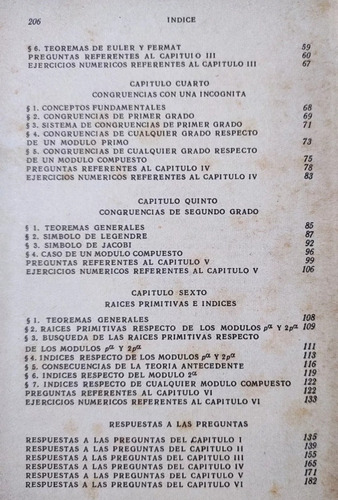 206 INDICE
§ 6. TEOREMAS DE EULER Y FERMAT 59
PREGUNTAS REFERENTES AL CAPITULO III 60
EJERCICIOS NUMERICOS REFERENTES AL CAPITULO III 67
CAPITULO CUARTO
CONGRUENCIAS CON UNA INCOGNITA
§ 1. CONCEPTOS FUNDAMENTALES 68
§ 2. CONGRUENCIAS DE PRIMER GRADO 69
§ 3. SISTEMA DE CONGRUENCIAS DE PRIMER GRADO 71
§ 4. CONGRUENCIAS DE CUALQUIER GRADO RESPECTO
DE UN MODULO PRIMO 73
§ 5. CONGRUENCIAS DE CUALQUIER GRADO RESPECTO
DE UN MODULO COMPUESTO 75
PREGUNTAS REFERENTES AL CAPITULO IV 78
EJERCICIOS NUMERICOS REFERENTES AL CAPITULO IV 83
CAPITULO QUINTO
CONGRUENCIAS DE SEGUNDO GRADO
§ 1. TEOREMAS GENERALES 85
§ 2. SIMBOLO DE LEGENDRE 87
§ 3. SIMBOLO DE JACOBI 92
§ 4. CASO DE UN MODULO COMPUESTO 96
PREGUNTAS REFERENTES AL CAPITULO V 99
EJERCICIOS NUMERICOS REFERENTES AL CAPITULO V 106
CAPITULO SEXTO
RAICES PRIMITIVAS E INDICES
§ 1. TEOREMAS GENERALES 108
§ 2. RAICES PRIMITIVAS RESPECTO DE LOS MODULOS pα Y 2pα 109
§ 3. BUSQUEDA DE LAS RAICES PRIMITIVAS RESPECTO
DE LOS MODULOS pα Y 2pα 111
§ 4. INDICES RESPECTO DE LOS MODULOS pα Y 2pα 113
§ 5. CONSECUENCIAS DE LA TEORIA ANTECEDENTE 116
§ 6. INDICES RESPECTO DEL MODULO 2α 119
§ 7. INDICES RESPECTO DE CUALQUIER MODULO COMPUESTO 122
PREGUNTAS REFERENTES AL CAPITULO VI 122
EJERCICIOS NUMERICOS REFERENTES AL CAPITULO VI 133
RESPUESTAS A LAS PREGUNTAS
RESPUESTAS A LAS PREGUNTAS DEL CAPITULO I 135
RESPUESTAS A LAS PREGUNTAS DEL CAPITULO II 139
RESPUESTAS A LAS PREGUNTAS DEL CAPITULO III 155
RESPUESTAS A LAS PREGUNTAS DEL CAPITULO IV 165
RESPUESTAS A LAS PREGUNTAS DEL CAPITULO V 171
RESPUESTAS A LAS PREGUNTAS DEL CAPITULO VI 182